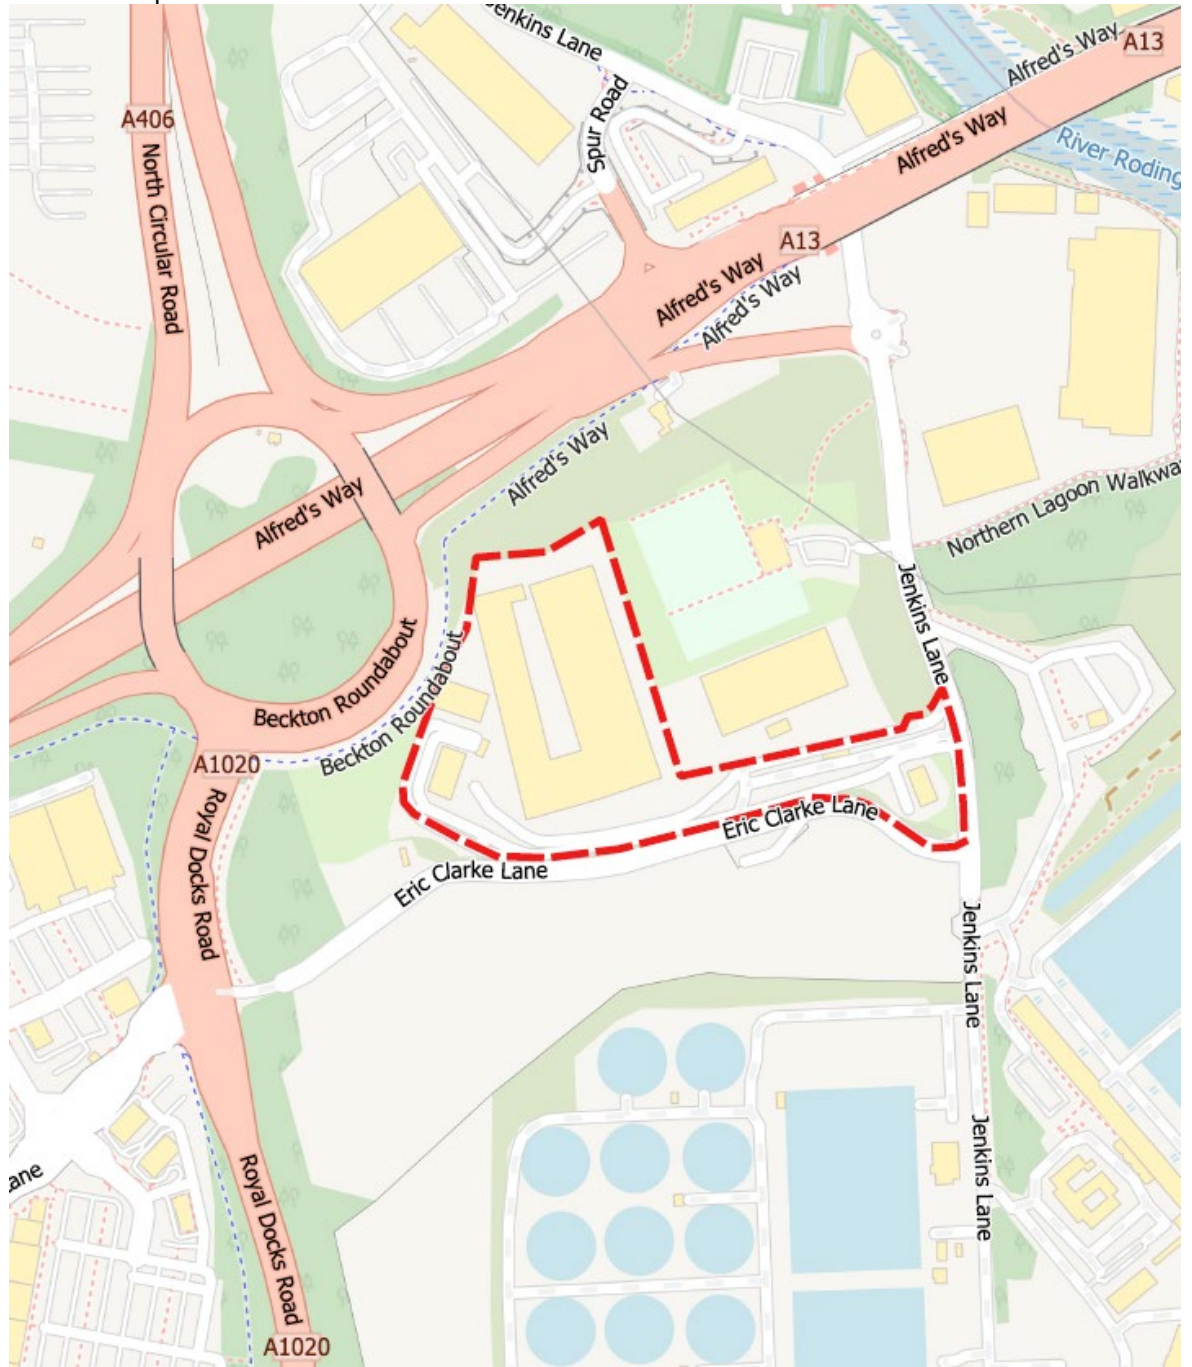 Jenkins Lane
Alfred's Way
A13
A406
Spur Road
Alfred's Way
River Roding
North Circular Road
A13
Alfred's Way
Alfred's Way
Alfred's Way
Alfred's Way
Northern Lagoon Walkway
Jenkins Lane
Beckton Roundabout
Beckton Roundabout
A1020
Royal Docks Road
Eric Clarke Lane
Eric Clarke Lane
Jenkins Lane
Jenkins Lane
ane
Royal Docks Road
A1020